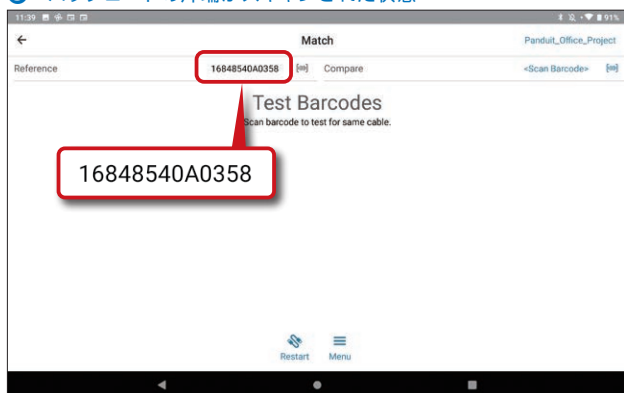 11:39 91%
Match Panduit_Office_Project
Reference 16848540A0358 Compare <Scan Barcode>
Test Barcodes
Scan barcode to test for same cable.
16848540A0358
Restart Menu